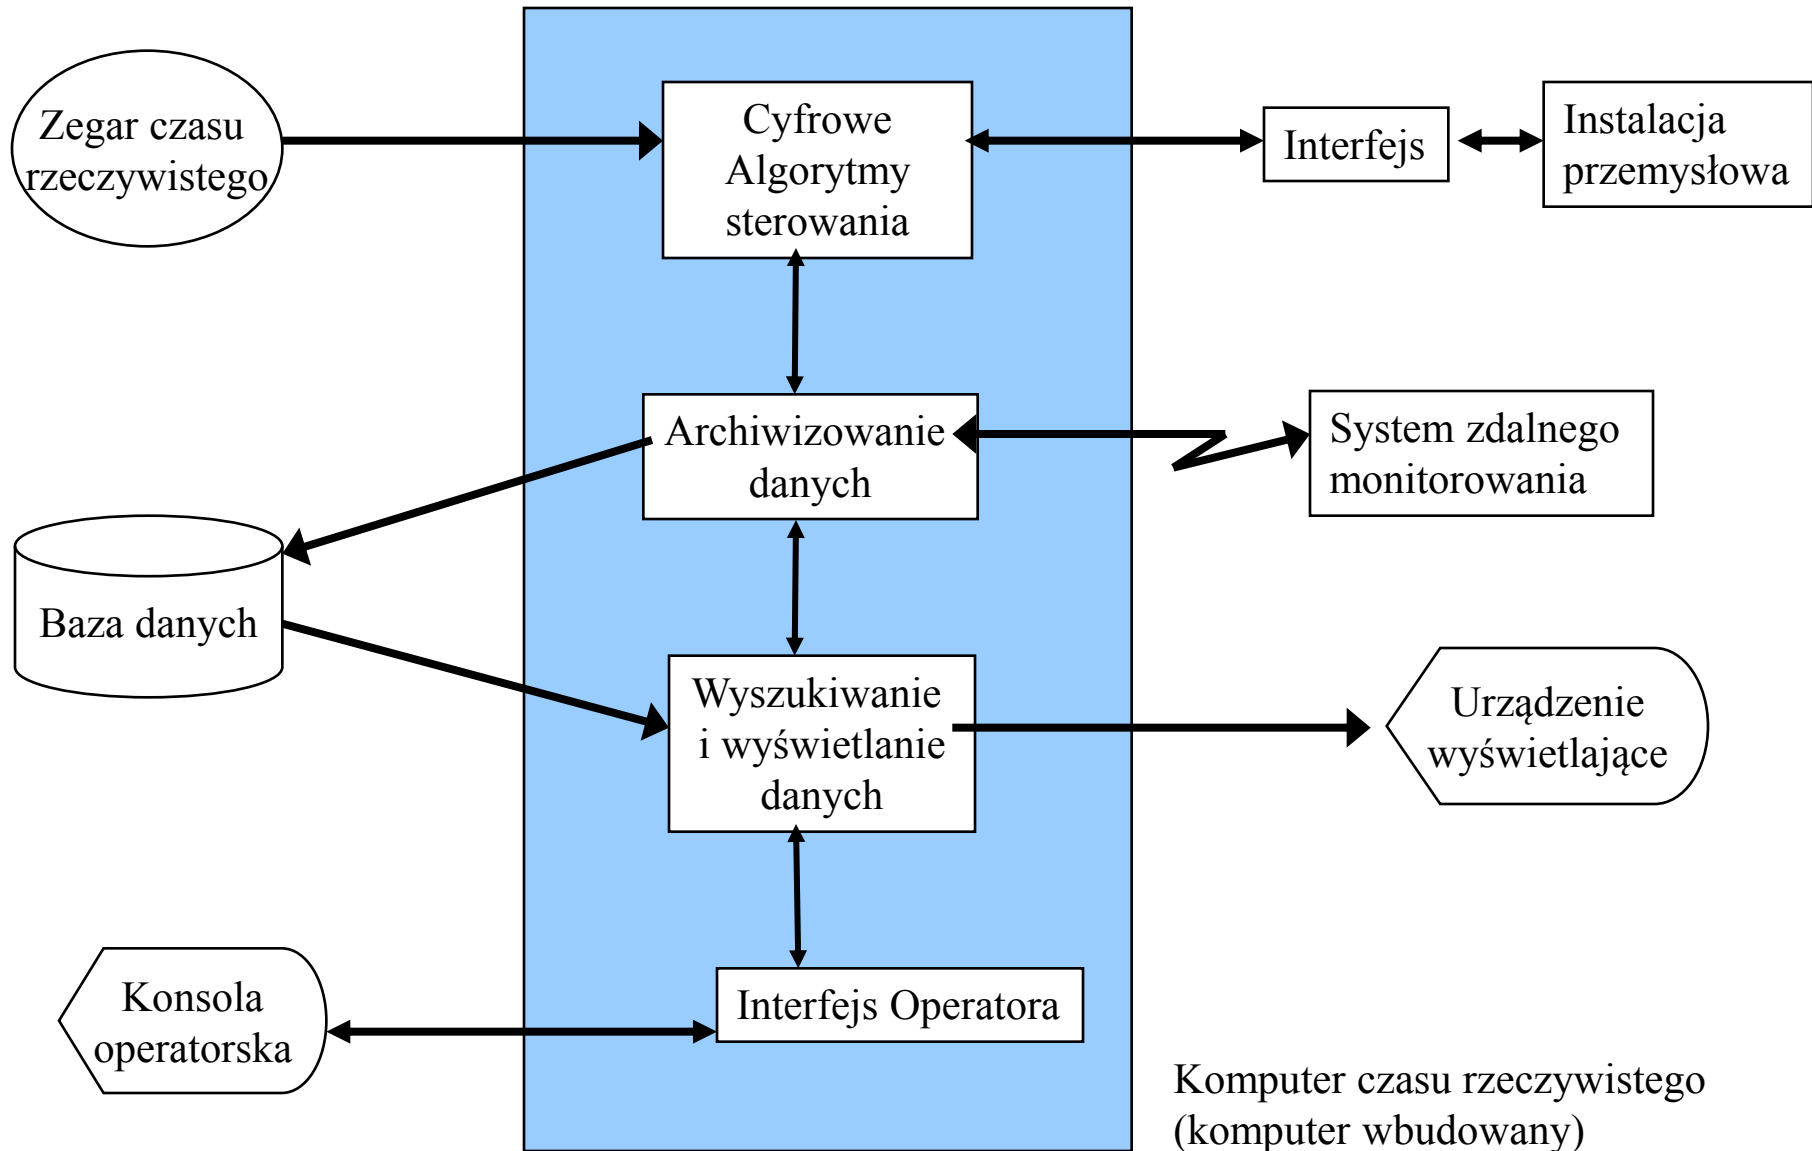 Zegar czasu
rzeczywistego
Cyfrowe
Algorytmy
sterowania
Interfejs
Instalacja
przemysłowa
Archiwizowanie
danych
System zdalnego
monitorowania
Baza danych
Wyszukiwanie
i wyświetlanie
danych
Urządzenie
wyświetlające
Konsola
operatorska
Interfejs Operatora
Komputer czasu rzeczywistego
(komputer wbudowany)